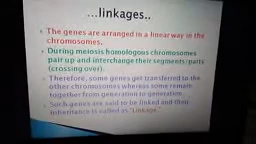 ...linkages..
The genes are arranged in a linear way in the
chromosomes.
During meiosis homologous chromosomes
pair up and interchange their segments/parts
(crossing over).
Therefore, some genes get transferred to the
other chromosomes whereas some remain
together from generation to generation.
Such genes are said to be linked and their
inheritance is called as "Linkage."